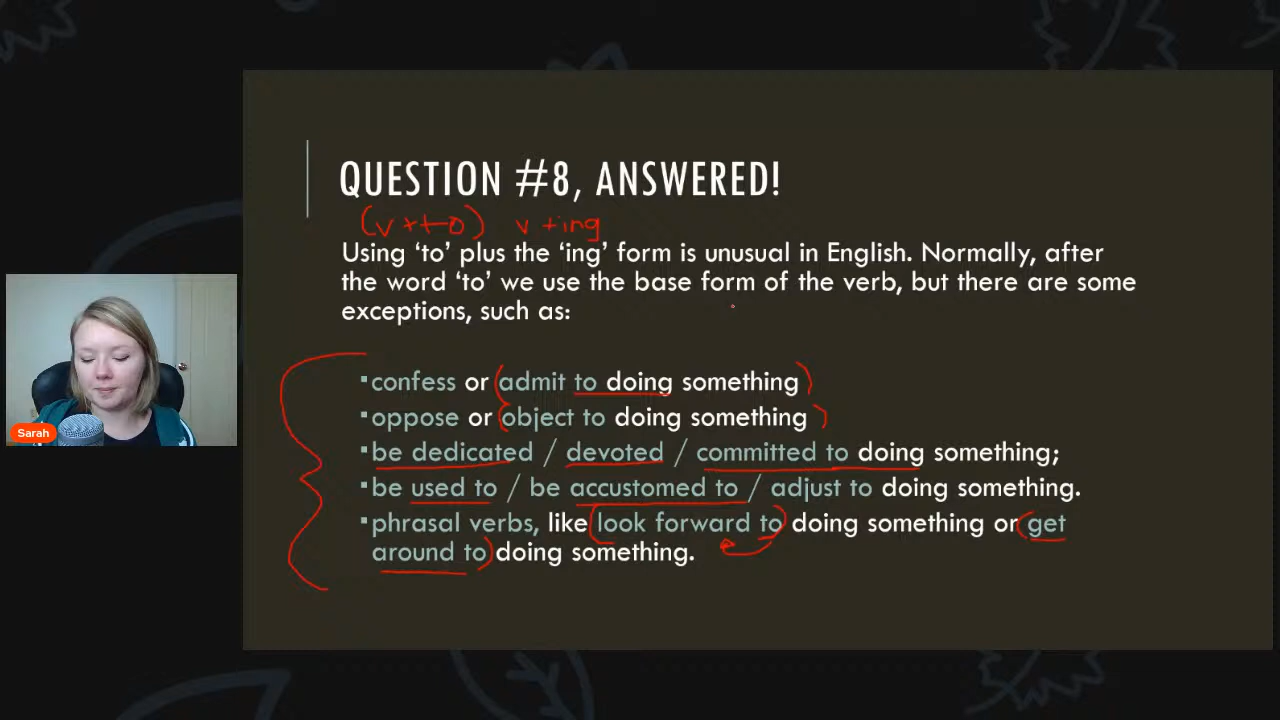 QUESTION #8, ANSWERED!
(v + to) v + ing
Using ‘to’ plus the ‘ing’ form is unusual in English. Normally, after
the word ‘to’ we use the base form of the verb, but there are some
exceptions, such as:
▪confess or (admit to doing something)
▪oppose or (object to doing something)
▪be dedicated / devoted / committed to doing something;
▪be used to / be accustomed to / adjust to doing something.
▪phrasal verbs, like (look forward to) doing something or (get
around to) doing something.
Sarah